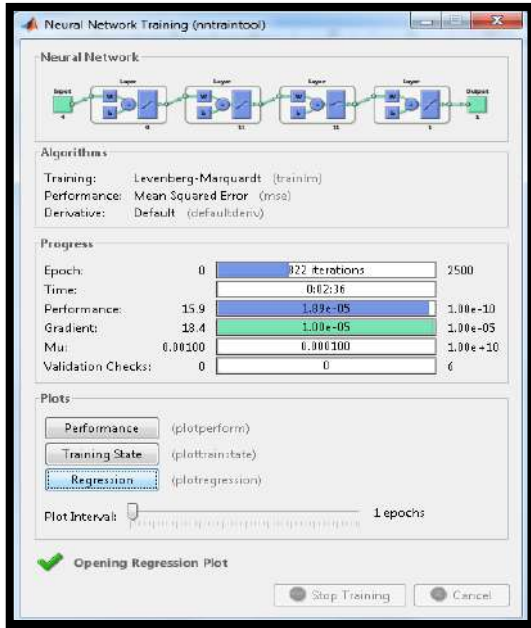 Neural Network Training (nntraintool)
Neural Network
Layer Layer Layer Layer
Input Output
W W W W
b b b b
4 11 11 1 1
Algorithms
Training: Levenberg-Marquardt (trainlm)
Performance: Mean Squared Error (mse)
Derivative: Default (defaultderiv)
Progress
Epoch: 0 822 iterations 2500
Time: 0:02:36
Performance: 15.9 1.89e-05 1.00e-10
Gradient: 18.4 1.00e-05 1.00e-05
Mu: 0.00100 0.000100 1.00e+10
Validation Checks: 0 0 6
Plots
Performance (plotperform)
Training State (plottrainstate)
Regression (plotregression)
Plot Interval: 1 epochs
Opening Regression Plot
Stop Training Cancel